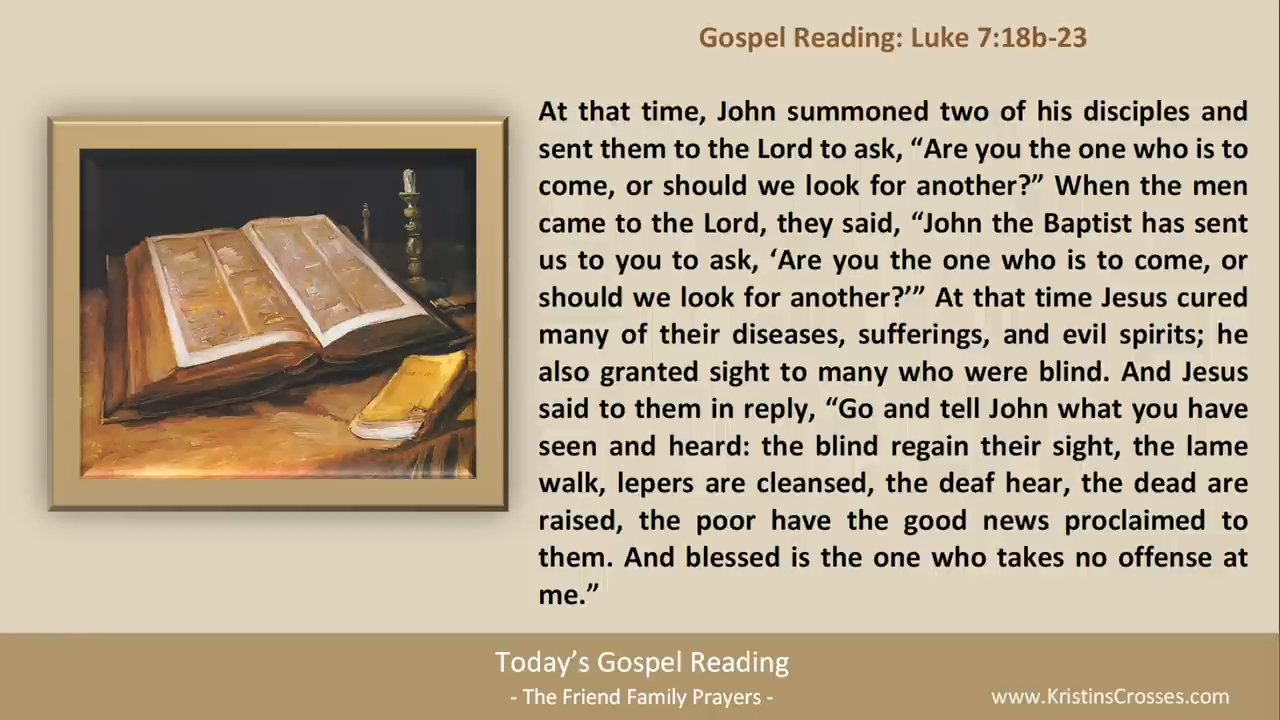 Gospel Reading: Luke 7:18b-23
At that time, John summoned two of his disciples and
sent them to the Lord to ask, “Are you the one who is to
come, or should we look for another?” When the men
came to the Lord, they said, “John the Baptist has sent
us to you to ask, ‘Are you the one who is to come, or
should we look for another?’” At that time Jesus cured
many of their diseases, sufferings, and evil spirits; he
also granted sight to many who were blind. And Jesus
said to them in reply, “Go and tell John what you have
seen and heard: the blind regain their sight, the lame
walk, lepers are cleansed, the deaf hear, the dead are
raised, the poor have the good news proclaimed to
them. And blessed is the one who takes no offense at
me.”
Today’s Gospel Reading
- The Friend Family Prayers -
www.KristinsCrosses.com